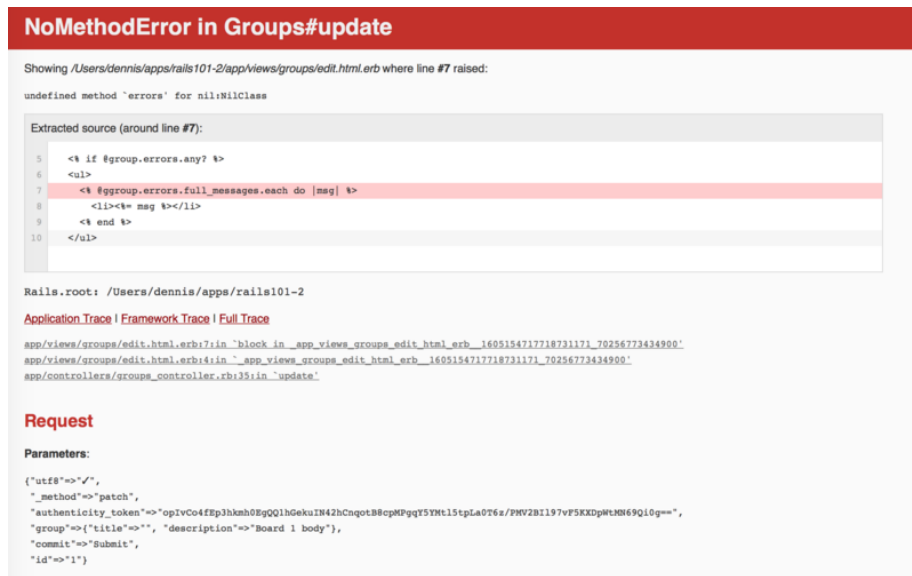 NoMethodError in Groups#update
Showing /Users/dennis/apps/rails101-2/app/views/groups/edit.html.erb where line #7 raised:
undefined method `errors' for nil:NilClass
Extracted source (around line #7):
5 <% if @group.errors.any? %>
6 <ul>
7 <% @ggroup.errors.full_messages.each do |msg| %>
8 <li><%= msg %></li>
9 <% end %>
10 </ul>
Rails.root: /Users/dennis/apps/rails101-2
Application Trace | Framework Trace | Full Trace
app/views/groups/edit.html.erb:7:in `block in _app_views_groups_edit_html_erb__1605154717718731171_70256773434900'
app/views/groups/edit.html.erb:4:in `_app_views_groups_edit_html_erb__1605154717718731171_70256773434900'
app/controllers/groups_controller.rb:35:in `update'
Request
Parameters:
{"utf8"=>"✓",
"_method"=>"patch",
"authenticity_token"=>
"group"=>{"title"=>"", "description"=>"Board 1 body"},
"commit"=>"Submit",
"id"=>"1"}